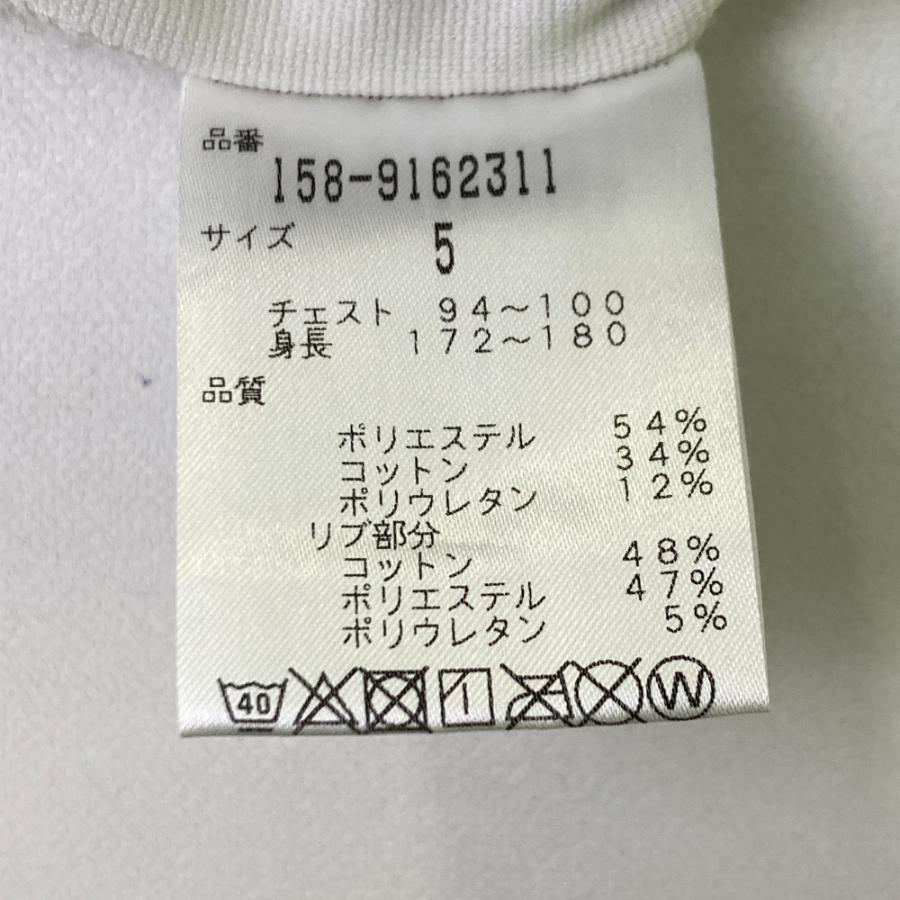 品番
158-9162311
サイズ 5
チェスト 94～100
身長 172～180
品質
ポリエステル 54%
コットン 34%
ポリウレタン 12%
リブ部分
コットン 48%
ポリエステル 47%
ポリウレタン 5%
40 W